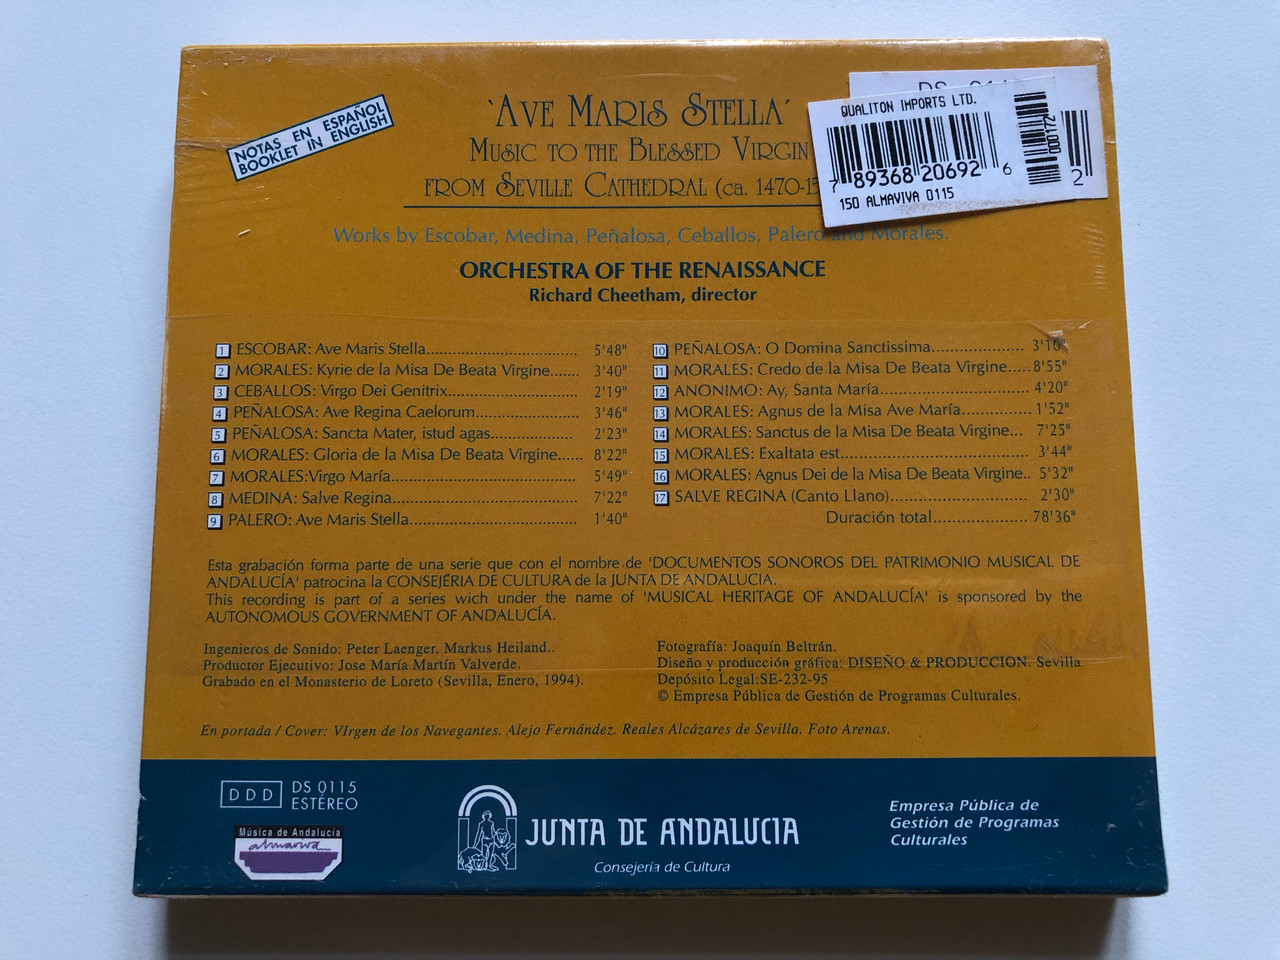 NOTAS EN ESPAÑOL
BOOKLET IN ENGLISH
`AVE MARIS STELLA´
MUSIC TO THE BLESSED VIRGIN
FROM SEVILLE CATHEDRAL (ca. 1470-15
QUALITON IMPORTS LTD.
7 89368 20692 6
000172
2
150 ALMAVIVA 0115
Works by Escobar, Medina, Peñalosa, Ceballos, Palero and Morales.
ORCHESTRA OF THE RENAISSANCE
Richard Cheetham, director
1 ESCOBAR: Ave Maris Stella.................................. 5'48"
2 MORALES: Kyrie de la Misa De Beata Virgine....... 3'40"
3 CEBALLOS: Virgo Dei Genitrix............................... 2'19"
4 PEÑALOSA: Ave Regina Caelorum....................... 3'46"
5 PEÑALOSA: Sancta Mater, istud agas.................. 2'23"
6 MORALES: Gloria de la Misa De Beata Virgine...... 8'22"
7 MORALES:Virgo María......................................... 5'49"
8 MEDINA: Salve Regina......................................... 7'22"
9 PALERO: Ave Maris Stella..................................... 1'40"
10 PEÑALOSA: O Domina Sanctissima.................... 3'10"
11 MORALES: Credo de la Misa De Beata Virgine.....8'55"
12 ANONIMO: Ay, Santa María................................ 4'20"
13 MORALES: Agnus de la Misa Ave María............... 1'52"
14 MORALES: Sanctus de la Misa De Beata Virgine... 7'25"
15 MORALES: Exaltata est......................................... 3'44"
16 MORALES: Agnus Dei de la Misa De Beata Virgine.. 5'32"
17 SALVE REGINA (Canto Llano)............................... 2'30"
Duración total..................... 78'36"
Esta grabación forma parte de una serie que con el nombre de 'DOCUMENTOS SONOROS DEL PATRIMONIO MUSICAL DE
ANDALUCÍA' patrocina la CONSEJÉRIA DE CULTURA de la JUNTA DE ANDALUCIA.
This recording is part of a series wich under the name of 'MUSICAL HERITAGE OF ANDALUCÍA' is sponsored by the
AUTONOMOUS GOVERNMENT OF ANDALUCÍA.
Ingenieros de Sonido: Peter Laenger, Markus Heiland..
Productor Ejecutivo: Jose María Martín Valverde.
Grabado en el Monasterio de Loreto (Sevilla, Enero, 1994).
Fotografía: Joaquín Beltrán.
Diseño y producción gráfica: DISEÑO & PRODUCCION. Sevilla
Depósito Legal:SE-232-95
© Empresa Pública de Gestión de Programas Culturales.
En portada / Cover: VIrgen de los Navegantes. Alejo Fernández. Reales Alcázares de Sevilla. Foto Arenas.
DDD
DS 0115
ESTÉREO
Música de Andalucía
almaviva
JUNTA DE ANDALUCIA
Consejería de Cultura
Empresa Pública de
Gestión de Programas
Culturales